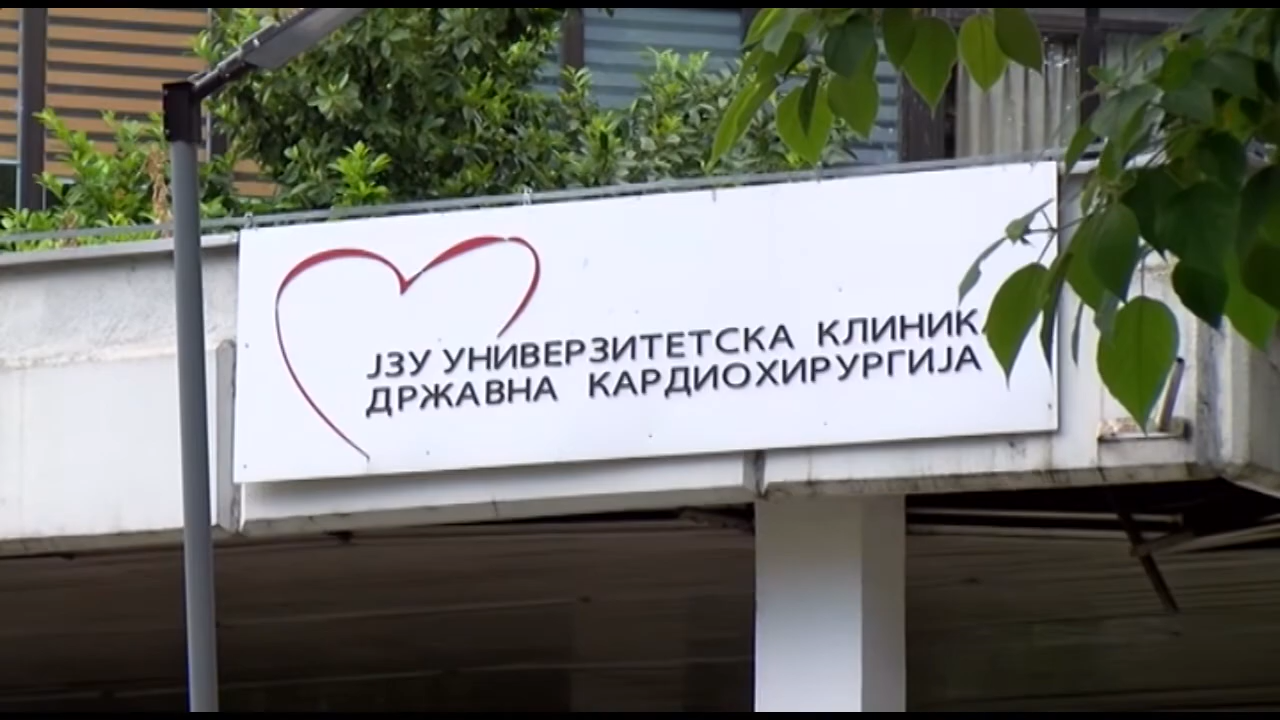 ЈЗУ УНИВЕРЗИТЕТСКА КЛИНИК
ДРЖАВНА КАРДИОХИРУРГИЈА